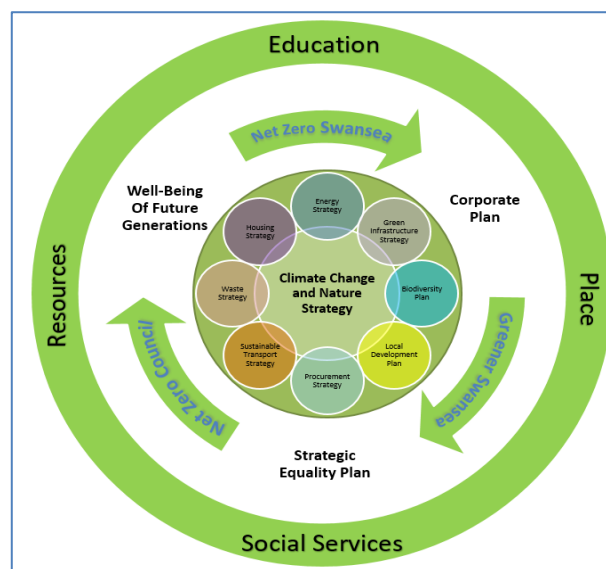 Education
Net Zero Swansea
Well-Being
Of Future
Generations
Corporate
Plan
Energy
Strategy
Housing
Strategy
Green
Infrastructure
Strategy
Resources
Place
Waste
Strategy
Climate Change
and Nature
Strategy
Biodiversity
Plan
Sustainable
Transport
Strategy
Local
Development
Plan
Procurement
Strategy
Net Zero Council
Greener Swansea
Strategic
Equality Plan
Social Services